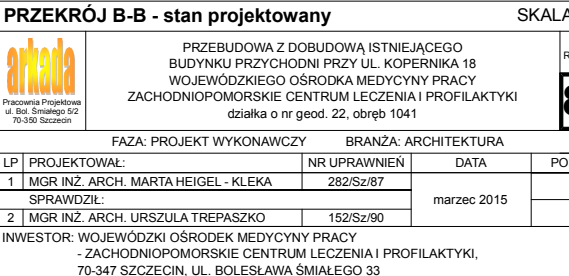 PRZEKRÓJ B-B - stan projektowany SKALA
arkada
Pracownia Projektowa
ul. Bol. Śmiałego 5/2
70-350 Szczecin
PRZEBUDOWA Z DOBUDOWĄ ISTNIEJĄCEGO
BUDYNKU PRZYCHODNI PRZY UL. KOPERNIKA 18
WOJEWÓDZKIEGO OŚRODKA MEDYCYNY PRACY
ZACHODNIOPOMORSKIE CENTRUM LECZENIA I PROFILAKTYKI
działka o nr geod. 22, obręb 1041
FAZA: PROJEKT WYKONAWCZY BRANŻA: ARCHITEKTURA
LP PROJEKTOWAŁ: NR UPRAWNIEŃ DATA PO
1 MGR INŻ. ARCH. MARTA HEIGEL - KLEKA 282/Sz/87
SPRAWDZIŁ: marzec 2015
2 MGR INŻ. ARCH. URSZULA TREPASZKO 152/Sz/90
INWESTOR: WOJEWÓDZKI OŚRODEK MEDYCYNY PRACY
- ZACHODNIOPOMORSKIE CENTRUM LECZENIA I PROFILAKTYKI,
70-347 SZCZECIN, UL. BOLESŁAWA ŚMIAŁEGO 33